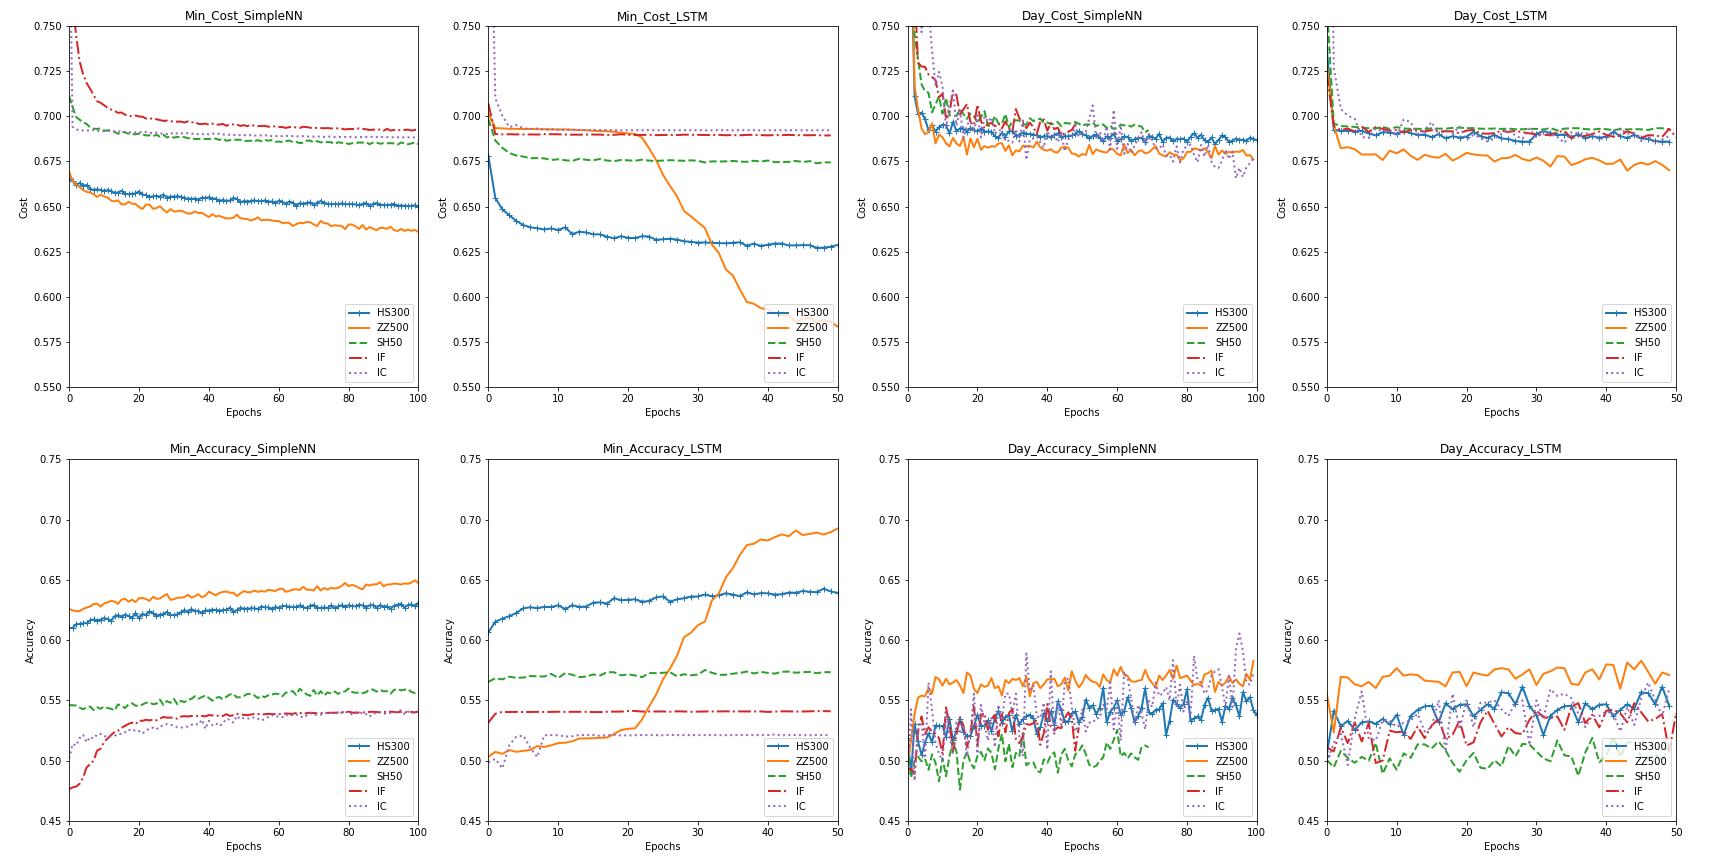 Min_Cost_SimpleNN
0.750
0.725
0.700
0.675
0.650
0.625
0.600
0.575
0.550
Cost
0 20 40 60 80 100
Epochs
HS300
ZZ500
SH50
IF
IC
Min_Cost_LSTM
0.750
0.725
0.700
0.675
0.650
0.625
0.600
0.575
0.550
Cost
0 10 20 30 40 50
Epochs
HS300
ZZ500
SH50
IF
IC
Day_Cost_SimpleNN
0.750
0.725
0.700
0.675
0.650
0.625
0.600
0.575
0.550
Cost
0 20 40 60 80 100
Epochs
HS300
ZZ500
SH50
IF
IC
Day_Cost_LSTM
0.750
0.725
0.700
0.675
0.650
0.625
0.600
0.575
0.550
Cost
0 10 20 30 40 50
Epochs
HS300
ZZ500
SH50
IF
IC
Min_Accuracy_SimpleNN
0.75
0.70
0.65
0.60
0.55
0.50
0.45
Accuracy
0 20 40 60 80 100
Epochs
HS300
ZZ500
SH50
IF
IC
Min_Accuracy_LSTM
0.75
0.70
0.65
0.60
0.55
0.50
0.45
Accuracy
0 10 20 30 40 50
Epochs
HS300
ZZ500
SH50
IF
IC
Day_Accuracy_SimpleNN
0.75
0.70
0.65
0.60
0.55
0.50
0.45
Accuracy
0 20 40 60 80 100
Epochs
HS300
ZZ500
SH50
IF
IC
Day_Accuracy_LSTM
0.75
0.70
0.65
0.60
0.55
0.50
0.45
Accuracy
0 10 20 30 40 50
Epochs
HS300
ZZ500
SH50
IF
IC